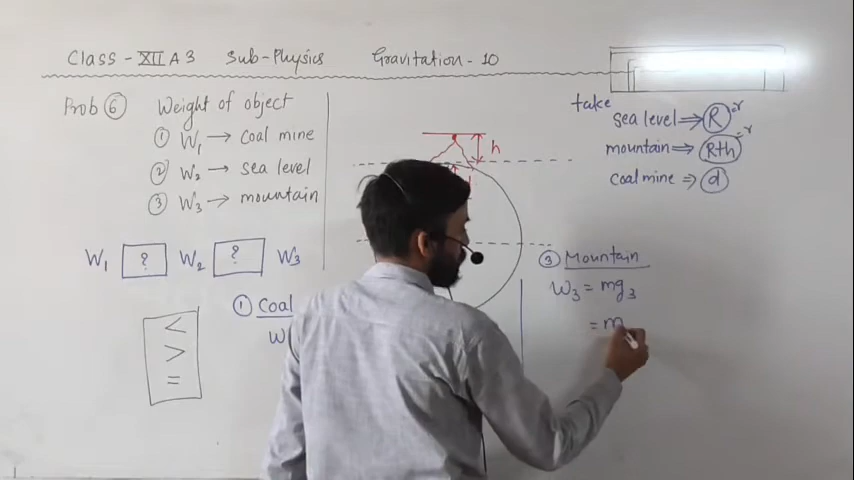 Class - XII A3 Sub-Physics Gravitation - 10
Prob 6 Weight of object
① W₁ → Coal mine
② W₂ → sea level
③ W₃ → mountain
W₁ ? W₂ ? W₃
<
>
=
① Coal
W
h
take
sea level ⇒ R = r
mountain ⇒ R+h = r
coal mine ⇒ d
③ Mountain
W₃ = mg₃
= m